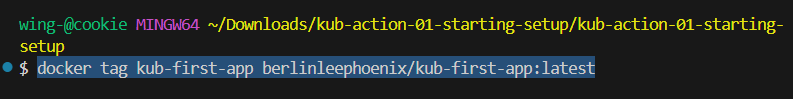 wing-@cookie MINGW64 ~/Downloads/kub-action-01-starting-setup/kub-action-01-starting-
setup
$ docker tag kub-first-app berlinleephoenix/kub-first-app:latest